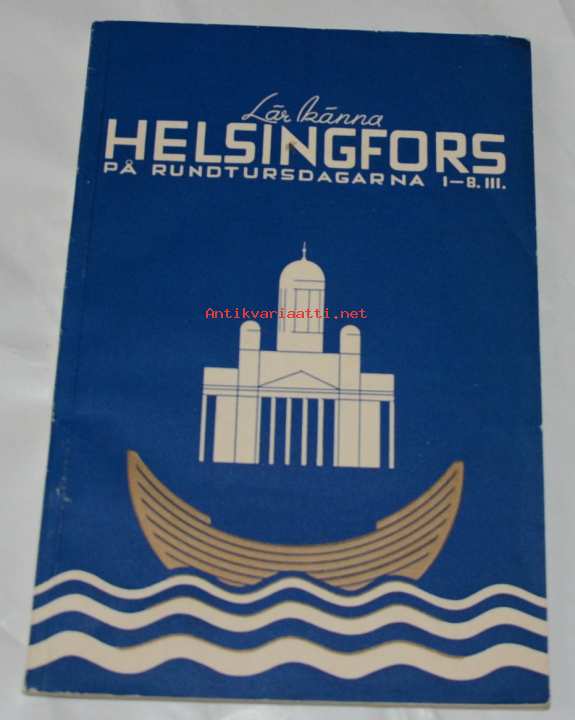 Lär känna
HELSINGFORS
PÅ RUNDTURSDAGARNA 1—8. III.
Antikvariaatti.net